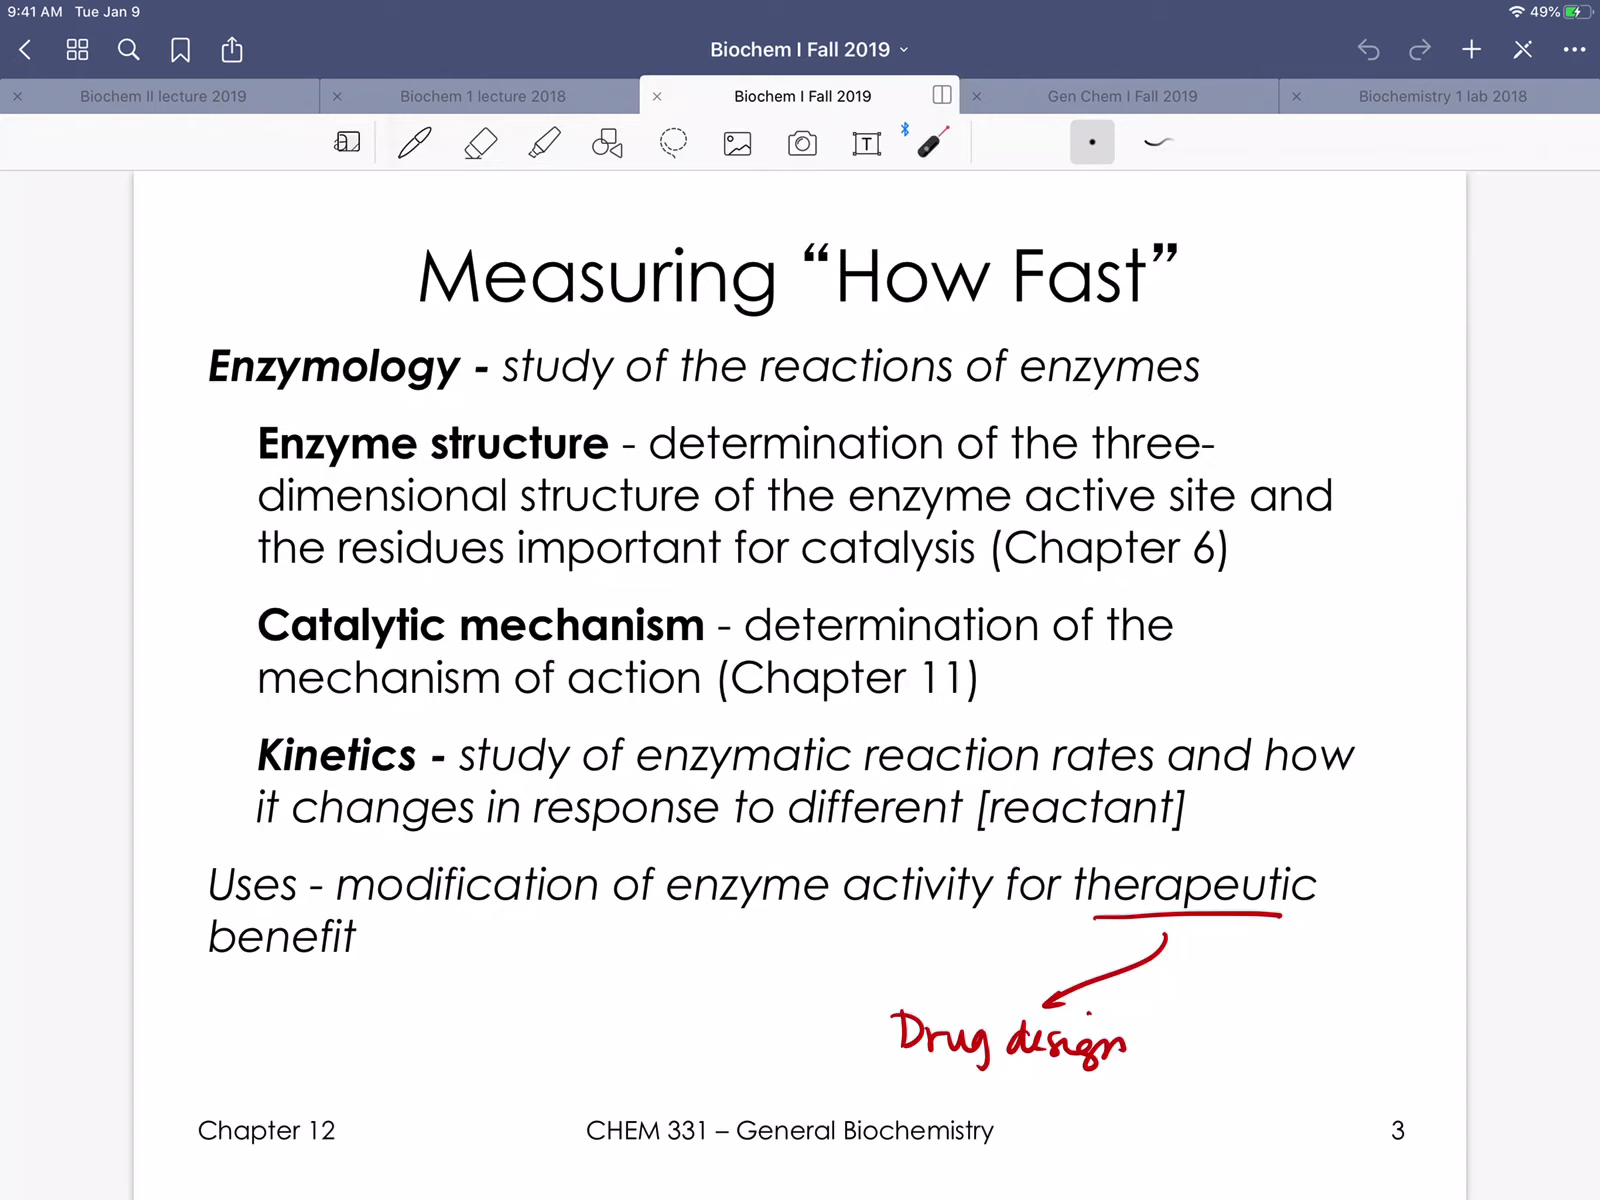 9:41 AM Tue Jan 9
49%
Biochem I Fall 2019
Biochem II lecture 2019
Biochem 1 lecture 2018
Biochem I Fall 2019
Gen Chem I Fall 2019
Biochemistry 1 lab 2018
Measuring “How Fast”
Enzymology - study of the reactions of enzymes
Enzyme structure - determination of the three-
dimensional structure of the enzyme active site and
the residues important for catalysis (Chapter 6)
Catalytic mechanism - determination of the
mechanism of action (Chapter 11)
Kinetics - study of enzymatic reaction rates and how
it changes in response to different [reactant]
Uses - modification of enzyme activity for therapeutic
benefit
Drug design
Chapter 12
CHEM 331 – General Biochemistry
3